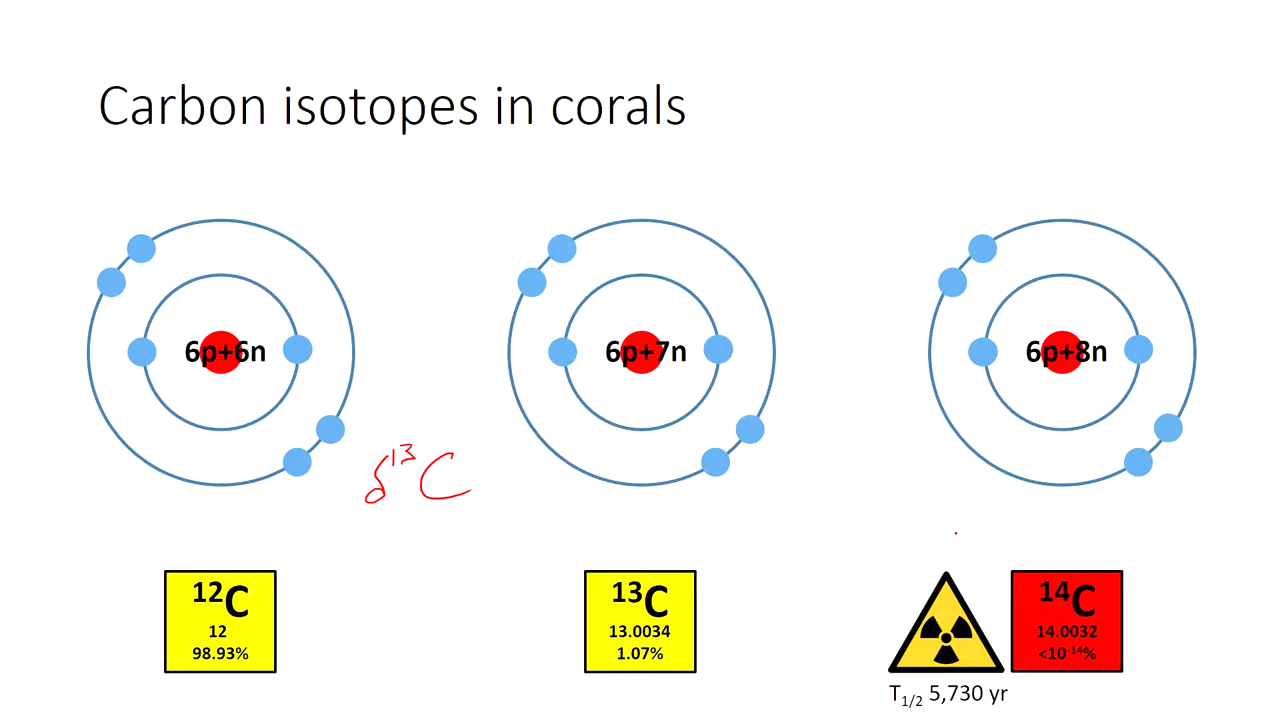 Carbon isotopes in corals
6p+6n
6p+7n
6p+8n
δ¹³C
¹²C
12
98.93%
¹³C
13.0034
1.07%
¹⁴C
14.0032
<10⁻¹⁴%
T₁/₂ 5,730 yr